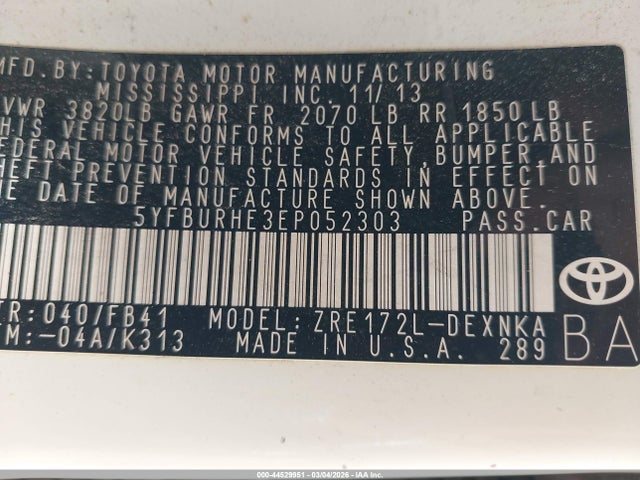 MFD. BY: TOYOTA MOTOR MANUFACTURING
MISSISSIPPI INC. 11/13
VWR 3820LB GAWR FR 2070 LB RR 1850 LB
HIS VEHICLE CONFORMS TO ALL APPLICABLE
EDERAL MOTOR VEHICLE SAFETY, BUMPER, AND
HEFT PREVENTION STANDARDS IN EFFECT ON
HE DATE OF MANUFACTURE SHOWN ABOVE.
5YFBURHE3EP052303 PASS.CAR
TR: 040/FB41 MODEL: ZRE172L-DEXNKA
TM: -04A/K313 MADE IN U.S.A. 289 BA
000-44529951 - 03/04/2026 - IAA Inc.